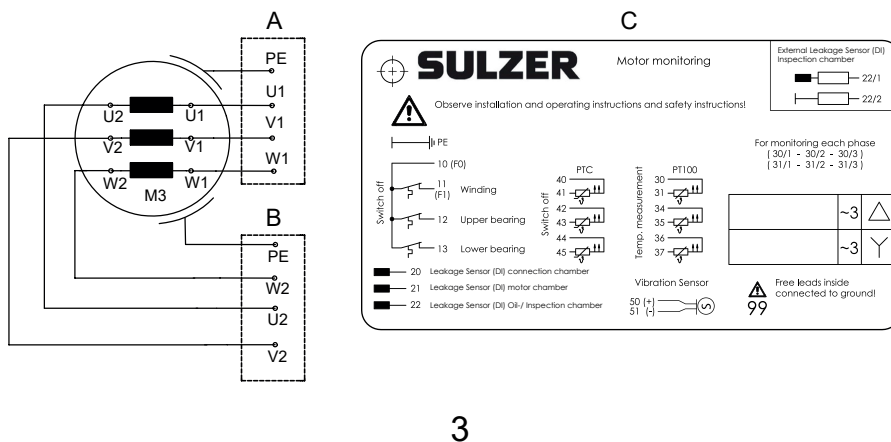 A
PE
U1
U2
U1
V1
V2
V1
W1
W2
W1
M3
B
PE
W2
U2
V2
C
SULZER
Motor monitoring
External Leakage Sensor (DI)
Inspection chamber
22/1
22/2
Observe installation and operating instructions and safety instructions!
PE
For monitoring each phase
( 30/1 - 30/2 - 30/3 )
( 31/1 - 31/2 - 31/3 )
Switch off
10 (F0)
11
(F1)
Winding
12 Upper bearing
13 Lower bearing
Switch off
PTC
40
41
42
43
44
45
Temp. measurement
PT100
30
31
34
35
36
37
~3
~3
20 Leakage Sensor (DI) connection chamber
21 Leakage Sensor (DI) motor chamber
22 Leakage Sensor (DI) Oil-/ Inspection chamber
Vibration Sensor
50 (+)
51 (-)
S
Free leads inside
connected to ground!
99
3